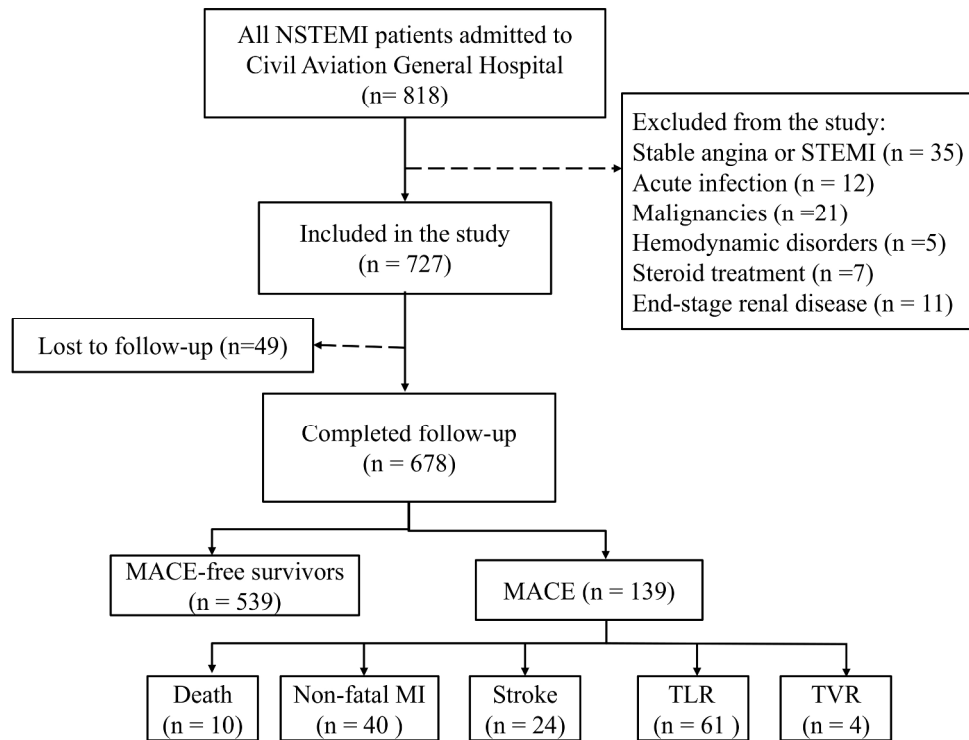 All NSTEMI patients admitted to
Civil Aviation General Hospital
(n= 818)
Excluded from the study:
Stable angina or STEMI (n = 35)
Acute infection (n = 12)
Malignancies (n =21)
Hemodynamic disorders (n =5)
Steroid treatment (n =7)
End-stage renal disease (n = 11)
Included in the study
(n = 727)
Lost to follow-up (n=49)
Completed follow-up
(n = 678)
MACE-free survivors
(n = 539)
MACE (n = 139)
Death
(n = 10)
Non-fatal MI
(n = 40 )
Stroke
(n = 24)
TLR
(n = 61 )
TVR
(n = 4)